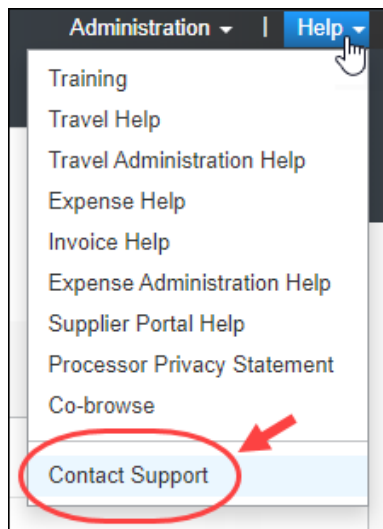 Administration | Help
Training
Travel Help
Travel Administration Help
Expense Help
Invoice Help
Expense Administration Help
Supplier Portal Help
Processor Privacy Statement
Co-browse
Contact Support